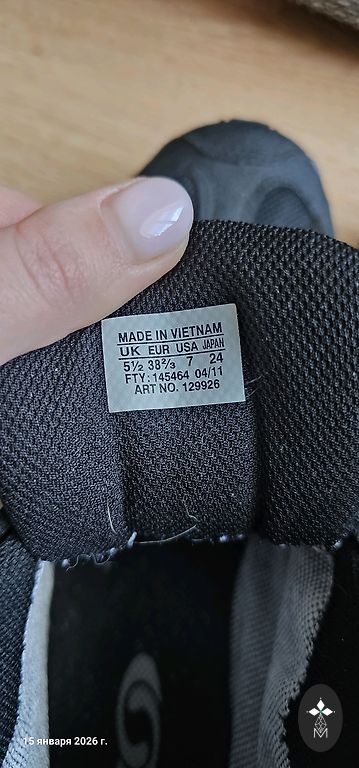 MADE IN VIETNAM
UK EUR USA JAPAN
5½ 38⅔ 7 24
FTY: 145464 04/11
ART NO. 129926
15 января 2026 г.
M